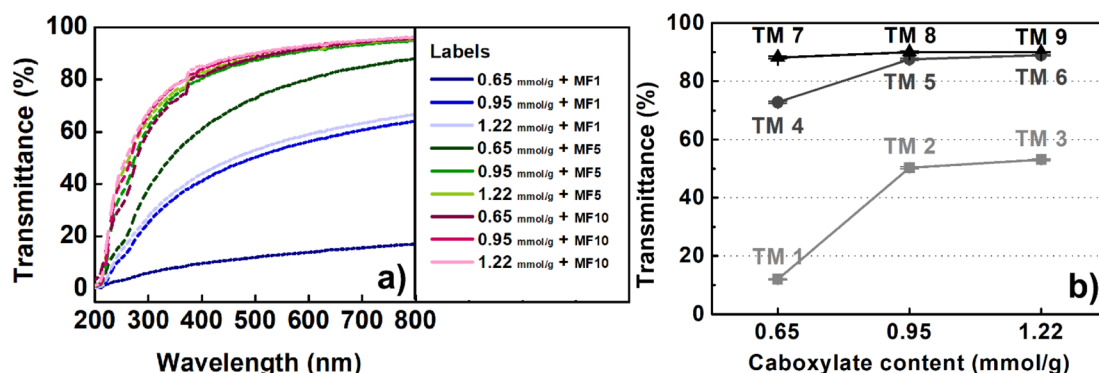 a)
Transmittance (%)
100
80
60
40
20
0
200 300 400 500 600 700 800
Wavelength (nm)
Labels
0.65 mmol/g + MF1
0.95 mmol/g + MF1
1.22 mmol/g + MF1
0.65 mmol/g + MF5
0.95 mmol/g + MF5
1.22 mmol/g + MF5
0.65 mmol/g + MF10
0.95 mmol/g + MF10
1.22 mmol/g + MF10
b)
Transmittance (%)
100
80
60
40
20
0
TM 7 TM 8 TM 9
TM 4 TM 5 TM 6
TM 1 TM 2 TM 3
0.65 0.95 1.22
Caboxylate content (mmol/g)